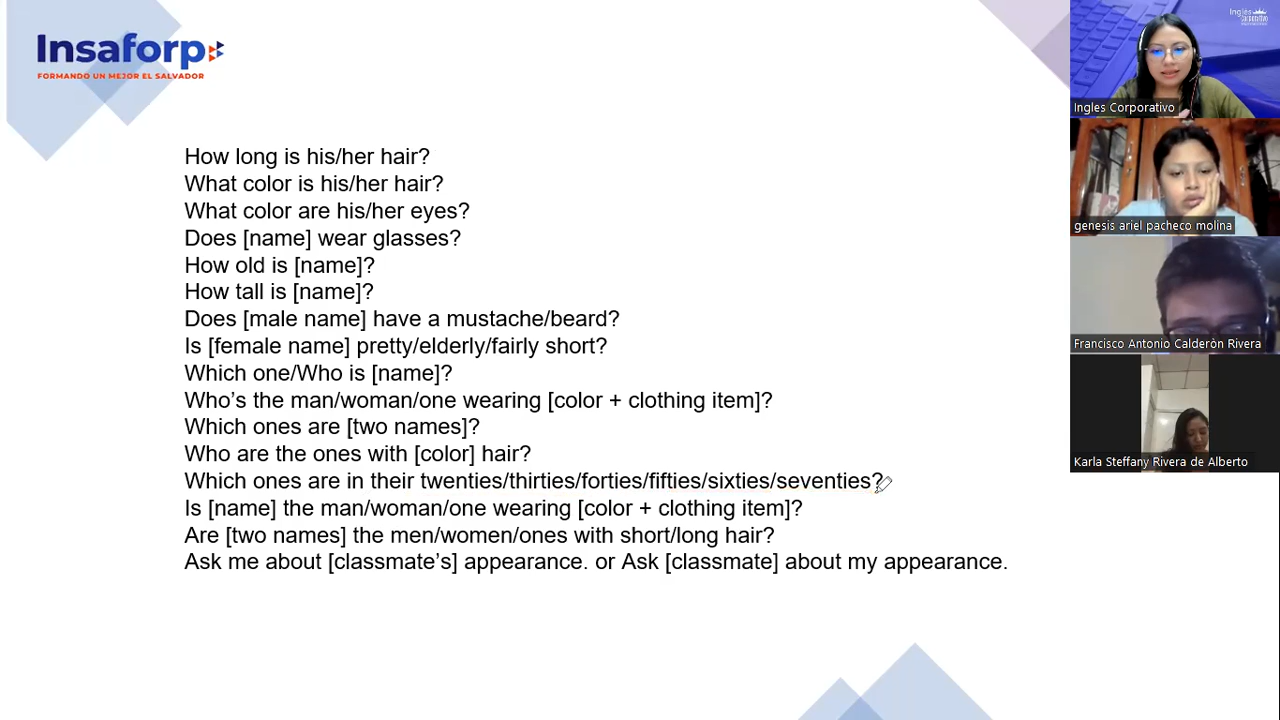 Insaforp
FORMANDO UN MEJOR EL SALVADOR
How long is his/her hair?
What color is his/her hair?
What color are his/her eyes?
Does [name] wear glasses?
How old is [name]?
How tall is [name]?
Does [male name] have a mustache/beard?
Is [female name] pretty/elderly/fairly short?
Which one/Who is [name]?
Who’s the man/woman/one wearing [color + clothing item]?
Which ones are [two names]?
Who are the ones with [color] hair?
Which ones are in their twenties/thirties/forties/fifties/sixties/seventies?
Is [name] the man/woman/one wearing [color + clothing item]?
Are [two names] the men/women/ones with short/long hair?
Ask me about [classmate’s] appearance. or Ask [classmate] about my appearance.
Ingles Corporativo
genesis ariel pacheco molina
Francisco Antonio Calderòn Rivera
Karla Steffany Rivera de Alberto